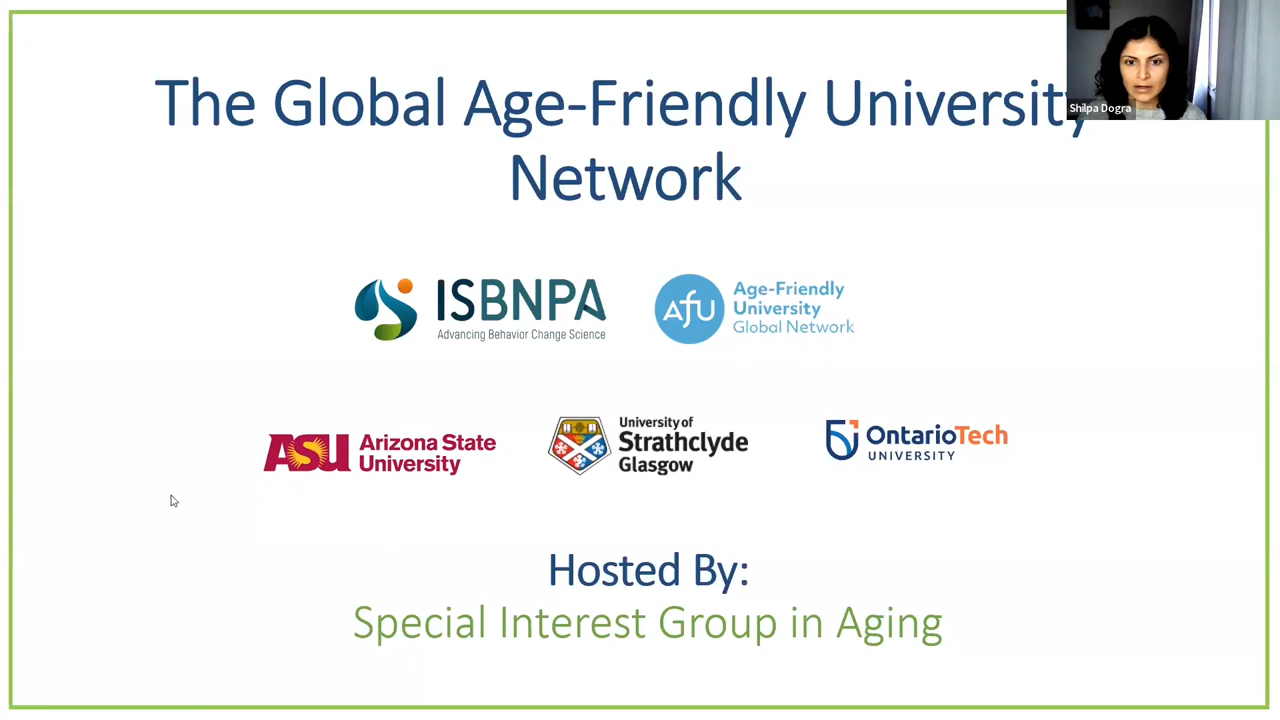 The Global Age-Friendly University
Network
Shilpa Dogra
ISBNPA
Advancing Behavior Change Science
AfU
Age-Friendly
University
Global Network
ASU
Arizona State
University
University of
Strathclyde
Glasgow
OntarioTech
UNIVERSITY
Hosted By:
Special Interest Group in Aging